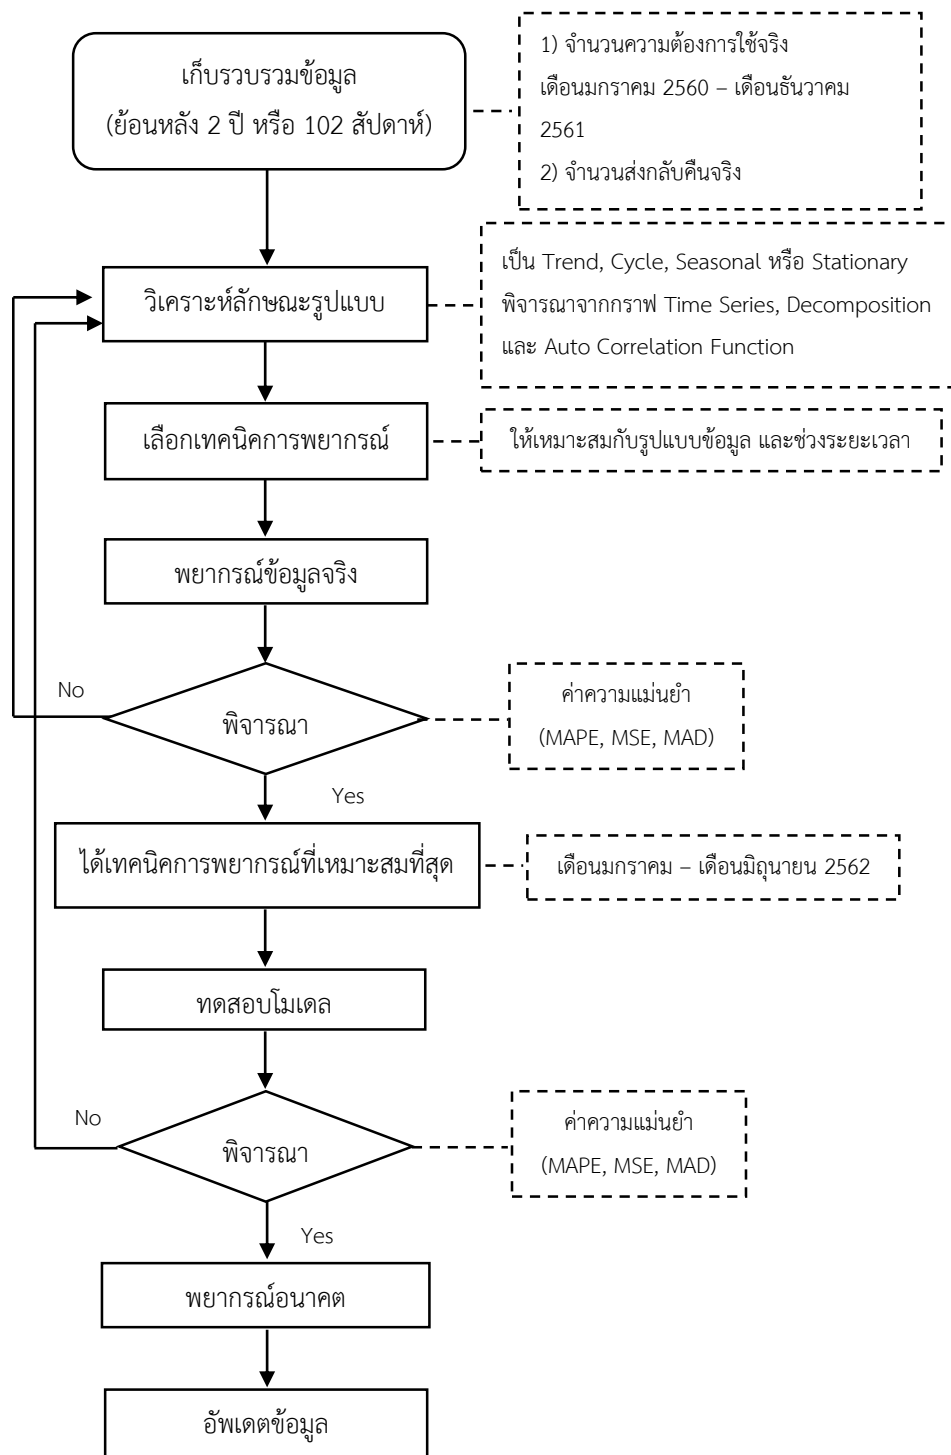 เก็บรวบรวมข้อมูล
(ย้อนหลัง 2 ปี หรือ 102 สัปดาห์)
1) จำนวนความต้องการใช้จริง
เดือนมกราคม 2560 – เดือนธันวาคม
2561
2) จำนวนส่งกลับคืนจริง
วิเคราะห์ลักษณะรูปแบบ
เป็น Trend, Cycle, Seasonal หรือ Stationary
พิจารณาจากกราฟ Time Series, Decomposition
และ Auto Correlation Function
เลือกเทคนิคการพยากรณ์
ให้เหมาะสมกับรูปแบบข้อมูล และช่วงระยะเวลา
พยากรณ์ข้อมูลจริง
No
พิจารณา
ค่าความแม่นยำ
(MAPE, MSE, MAD)
Yes
ได้เทคนิคการพยากรณ์ที่เหมาะสมที่สุด
เดือนมกราคม – เดือนมิถุนายน 2562
ทดสอบโมเดล
No
พิจารณา
ค่าความแม่นยำ
(MAPE, MSE, MAD)
Yes
พยากรณ์อนาคต
อัพเดตข้อมูล